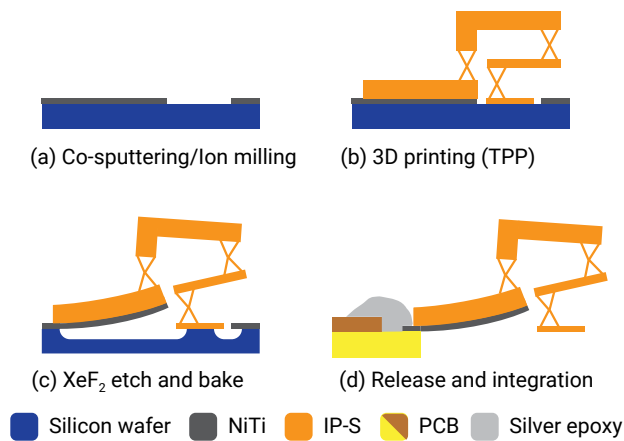 (a) Co-sputtering/Ion milling
(b) 3D printing (TPP)
(c) XeF₂ etch and bake
(d) Release and integration
Silicon wafer NiTi IP-S PCB Silver epoxy